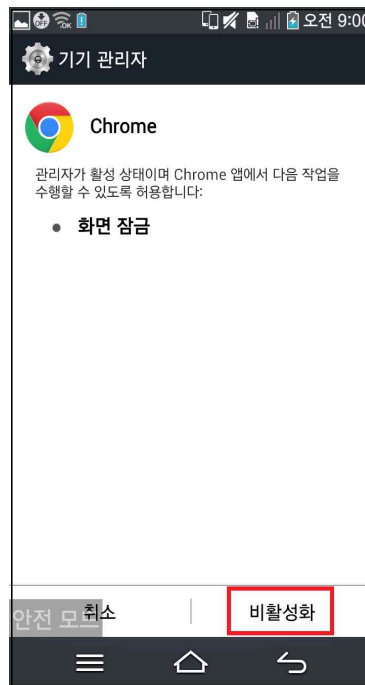 오전 9:00
기기 관리자
Chrome
관리자가 활성 상태이며 Chrome 앱에서 다음 작업을
수행할 수 있도록 허용합니다:
• 화면 잠금
취소
비활성화
안전 모드